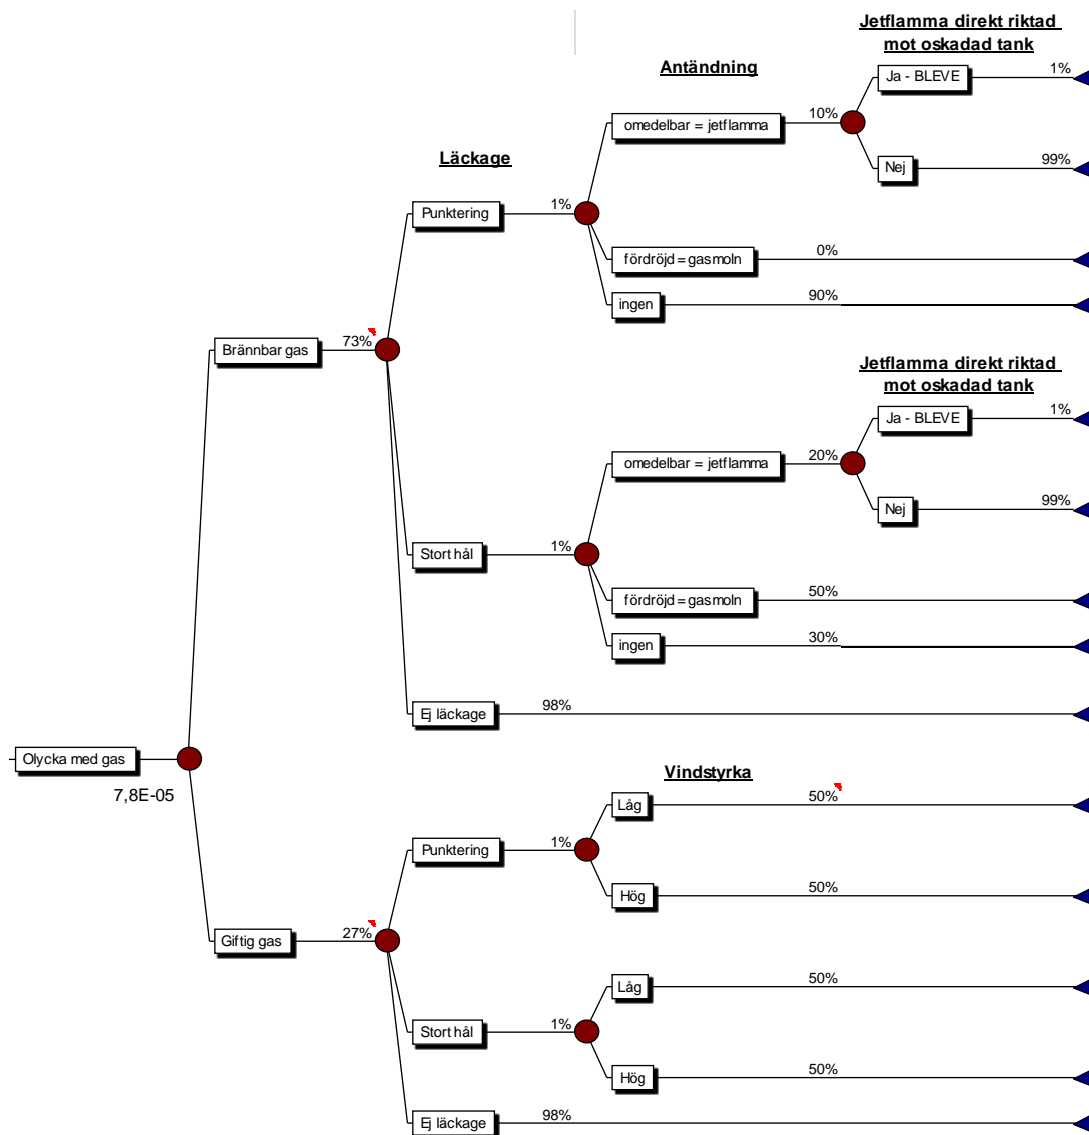 Jetflamma direkt riktad
mot oskadad tank
Antändning
Ja - BLEVE
1%
omedelbar = jetflamma
10%
Läckage
Nej
99%
Punktering
1%
fördröjd = gasmoln
0%
ingen
90%
Brännbar gas
73%
Jetflamma direkt riktad
mot oskadad tank
Ja - BLEVE
1%
omedelbar = jetflamma
20%
Nej
99%
Stort hål
1%
fördröjd = gasmoln
50%
ingen
30%
Ej läckage
98%
Olycka med gas
7,8E-05
Vindstyrka
Låg
50%
Punktering
1%
Hög
50%
Giftig gas
27%
Låg
50%
Stort hål
1%
Hög
50%
Ej läckage
98%